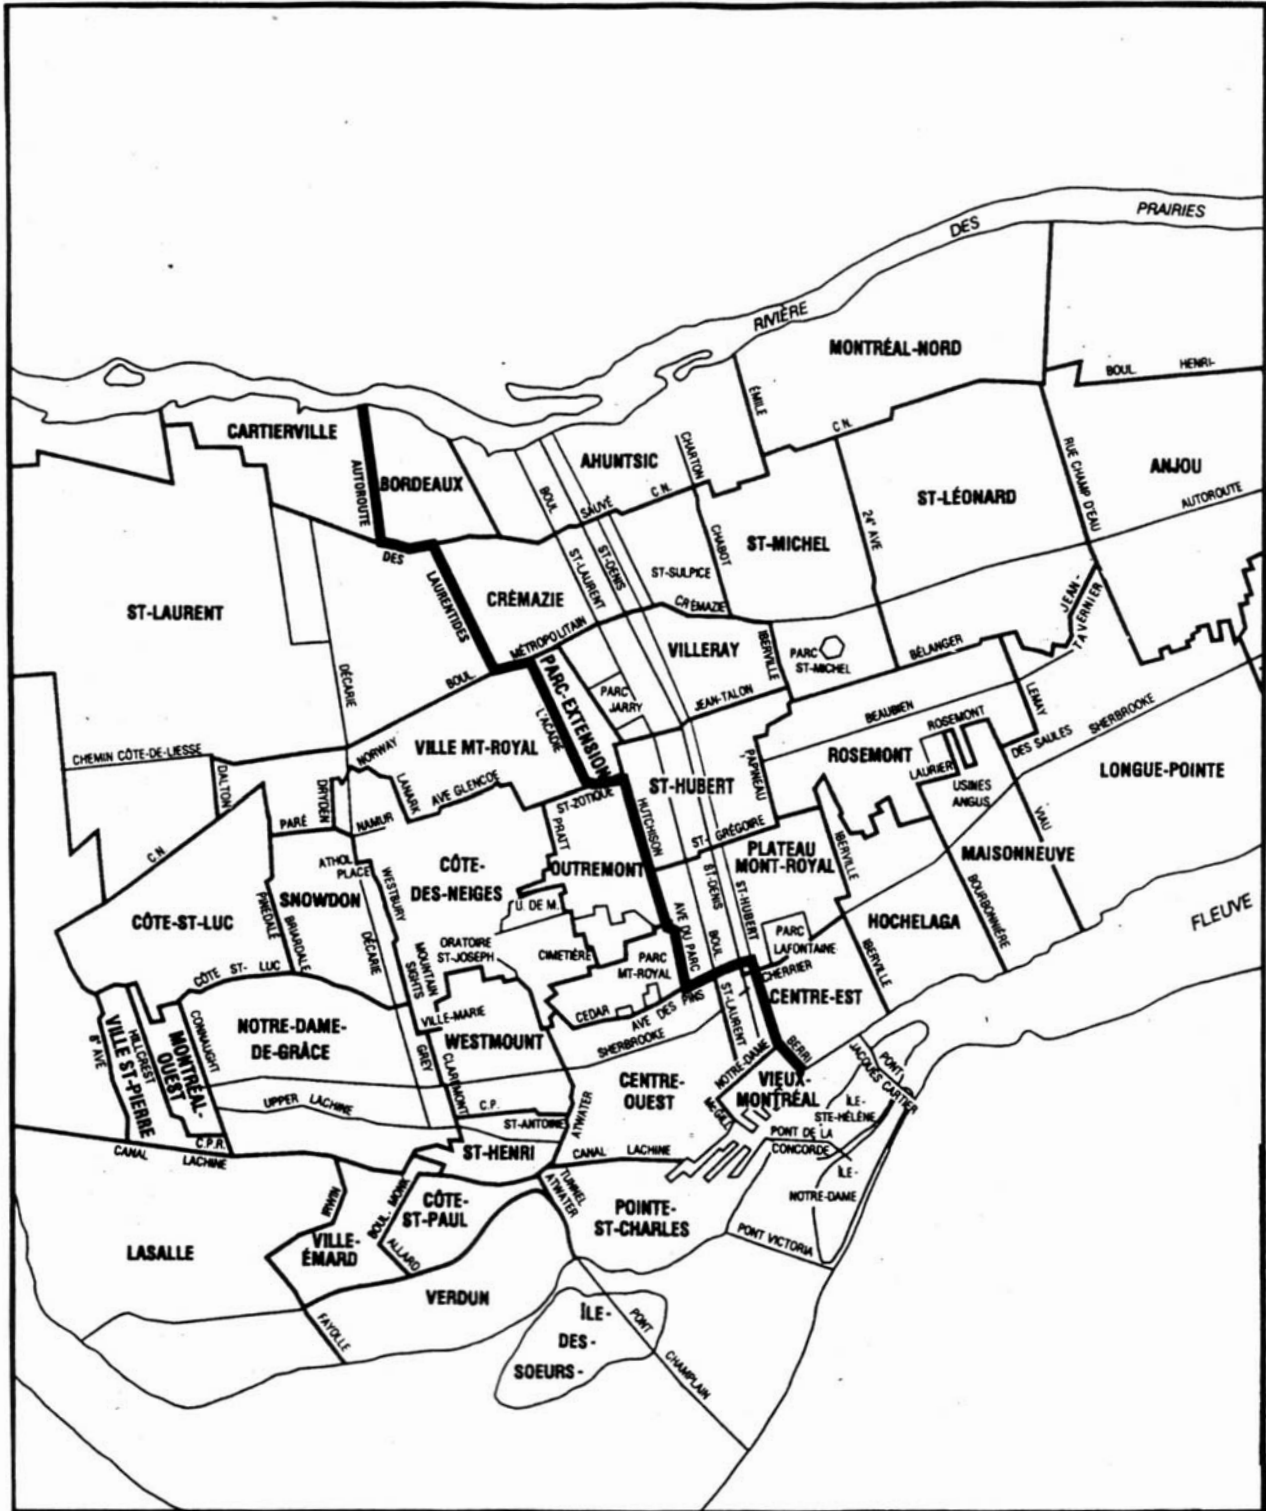 PRAIRIES
DES
RIVIÈRE
MONTRÉAL-NORD
BOUL. HENRI-
CARTIERVILLE
AUTOROUTE
BORDEAUX
AHUNTSIC
ÉMILE
CHARTON
C.N.
BOUL
SAUVÉ
C.N.
ST-LÉONARD
RUE CHAMP D'EAU
ANJOU
AUTOROUTE
24e AVE
DES
LAURENTIDES
ST-LAURENT
ST-DENIS
CHABOT
ST-MICHEL
ST-SULPICE
CRÉMAZIE
CRÉMAZIE
ST-LAURENT
MÉTROPOLITAIN
BOUL.
VILLERAY
IBERVILLE
PARC
ST-MICHEL
BÉLANGER
JEAN-
TAVERNIER
DÉCARIE
PARC-EXTENSION
L'ACADIE
PARC
JARRY
JEAN-TALON
BEAUBIEN
LEMAY
ROSEMONT
SHERBROOKE
DES SAULES
CHEMIN CÔTE-DE-LIESSE
NORWAY
VILLE MT-ROYAL
DALTON
DRYDEN
LANARK
AVE GLENCOE
ST-ZOTIQUE
ST-HUBERT
PAPINEAU
ROSEMONT
LAURIER
USINES
ANGUS
LONGUE-POINTE
C.N.
PARÉ
NAMUR
PRATT
HUTCHISON
ST-GRÉGOIRE
VIAU
ATHOL
PLACE
CÔTE-
DES-NEIGES
OUTREMONT
ST-DENIS
PLATEAU
MONT-ROYAL
IBERVILLE
MAISONNEUVE
SNOWDON
WESTBURY
U. DE M.
ST-HUBERT
BOURBONNIÈRE
FLEUVE
CÔTE-ST-LUC
PINEDALE
BRIARDALE
DÉCARIE
MOUNTAIN
SIGHTS
ORATOIRE
ST-JOSEPH
CIMETIÈRE
PARC
MT-ROYAL
AVE DU PARC
BOUL.
PARC
LAFONTAINE
HOCHELAGA
IBERVILLE
CÔTE ST-LUC
CHERRIER
CENTRE-EST
CEDAR
AVE DES PINS
ST-LAURENT
VILLE-MARIE
8e AVE
VILLE ST-PIERRE
HILLCREST
MONTRÉAL-
OUEST
CONNAUGHT
NOTRE-DAME-
DE-GRÂCE
GREY
CLAREMONT
WESTMOUNT
SHERBROOKE
NOTRE-DAME
BERRI
PONT
JACQUES CARTIER
CENTRE-
OUEST
VIEUX-
MONTRÉAL
McGILL
ÎLE-
STE-HÉLÈNE
UPPER LACHINE
C.P.
ST-ANTOINE
ATWATER
C.P.R.
CANAL LACHINE
ST-HENRI
CANAL LACHINE
PONT DE LA
CONCORDE
ÎLE-
NOTRE-DAME
IRWIN
BOUL. MONK
CÔTE-
ST-PAUL
TUNNEL
ATWATER
POINTE-
ST-CHARLES
PONT VICTORIA
LASALLE
VILLE-
ÉMARD
ALLARD
VERDUN
FAYOLLE
ÎLE-
DES-
SOEURS-
PONT
CHAMPLAIN